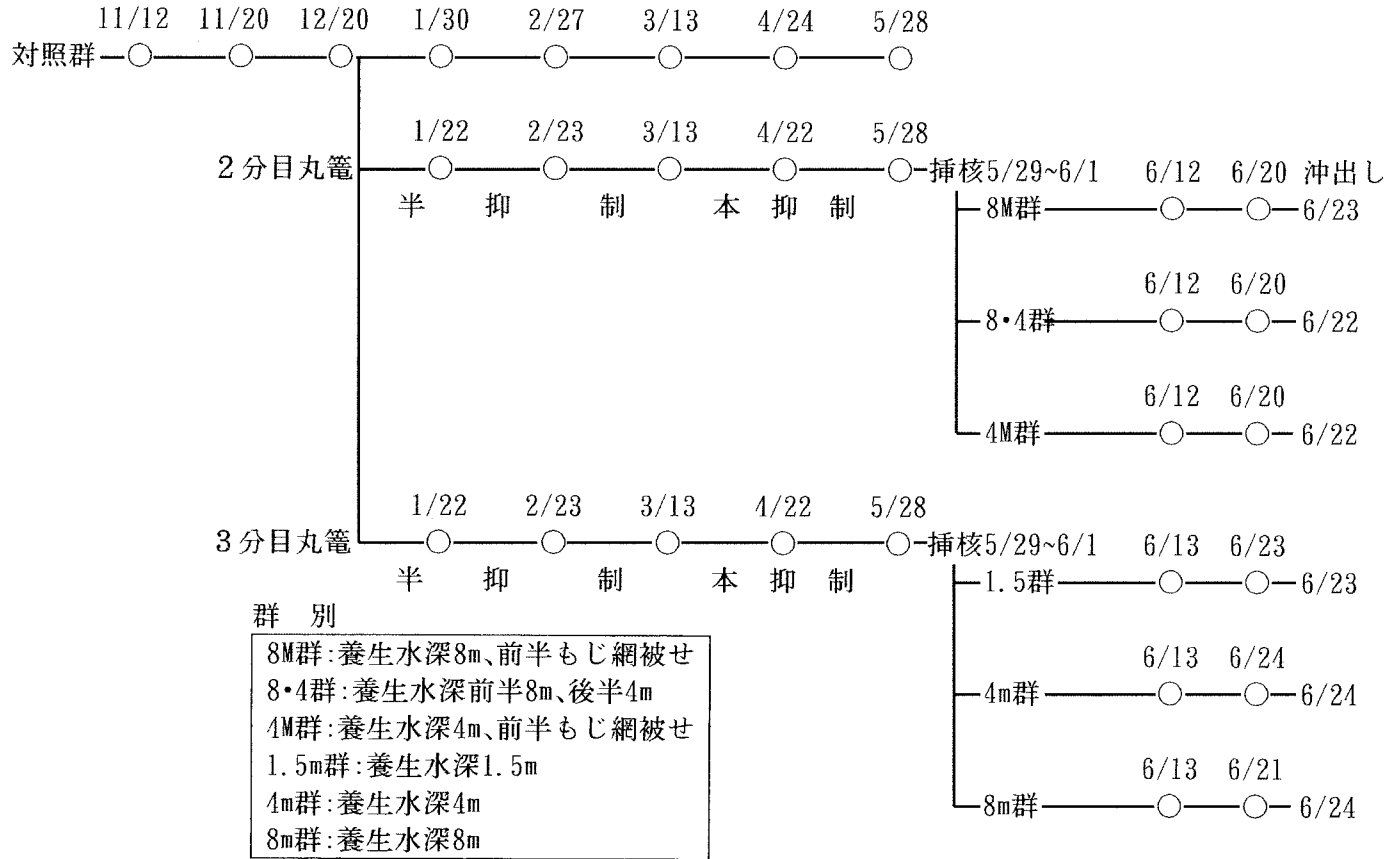 11/12 11/20 12/20 1/30 2/27 3/13 4/24 5/28
対照群
1/22 2/23 3/13 4/22 5/28
2分目丸篭 挿核5/29~6/1 6/12 6/20 沖出し
半 抑 制 本 抑 制
8M群 6/23
6/12 6/20
8・4群 6/22
6/12 6/20
4M群 6/22
1/22 2/23 3/13 4/22 5/28
3分目丸篭 挿核5/29~6/1 6/13 6/23
半 抑 制 本 抑 制
1.5群 6/23
6/13 6/24
4m群 6/24
6/13 6/21
8m群 6/24
群 別
8M群:養生水深8m、前半もじ網被せ
8・4群:養生水深前半8m、後半4m
4M群:養生水深4m、前半もじ網被せ
1.5m群:養生水深1.5m
4m群:養生水深4m
8m群:養生水深8m